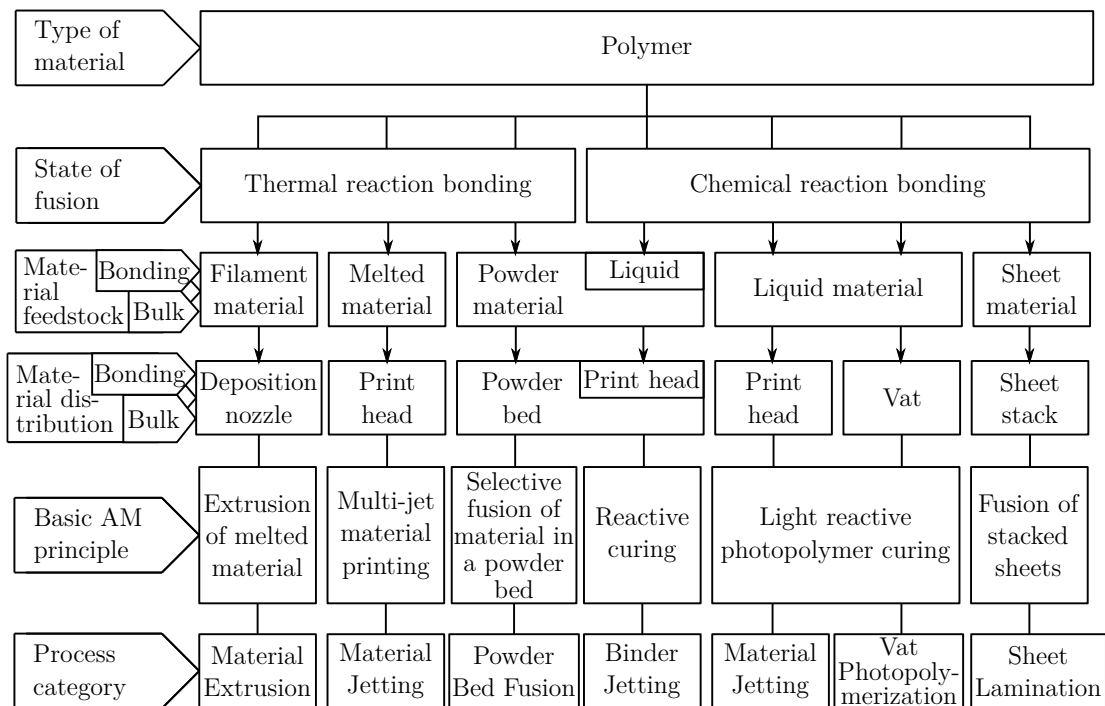 Type of
material
Polymer
State of
fusion
Thermal reaction bonding
Chemical reaction bonding
Mate-
rial
feedstock
Bonding
Bulk
Filament
material
Melted
material
Powder
material
Liquid
Liquid material
Sheet
material
Mate-
rial dis-
tribution
Bonding
Bulk
Deposition
nozzle
Print
head
Powder
bed
Print head
Print
head
Vat
Sheet
stack
Basic AM
principle
Extrusion
of melted
material
Multi-jet
material
printing
Selective
fusion of
material in
a powder
bed
Reactive
curing
Light reactive
photopolymer curing
Fusion of
stacked
sheets
Process
category
Material
Extrusion
Material
Jetting
Powder
Bed Fusion
Binder
Jetting
Material
Jetting
Vat
Photopoly-
merization
Sheet
Lamination